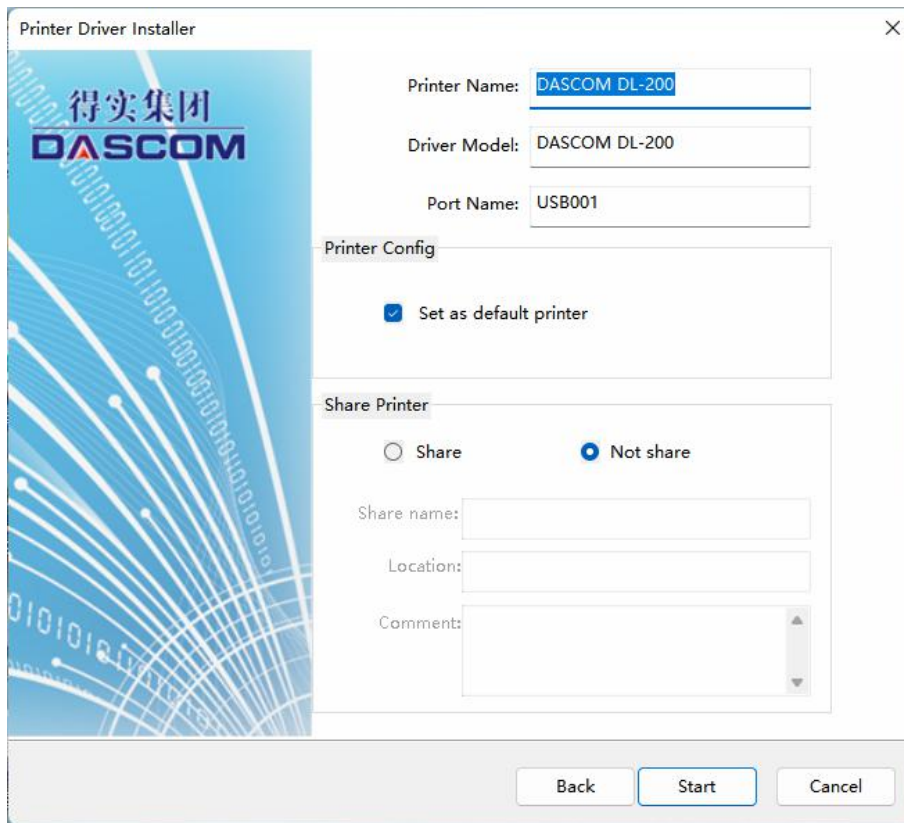 Printer Driver Installer
得实集团
DASCOM
Printer Name: DASCOM DL-200
Driver Model: DASCOM DL-200
Port Name: USB001
Printer Config
Set as default printer
Share Printer
Share Not share
Share name:
Location:
Comment:
Back Start Cancel